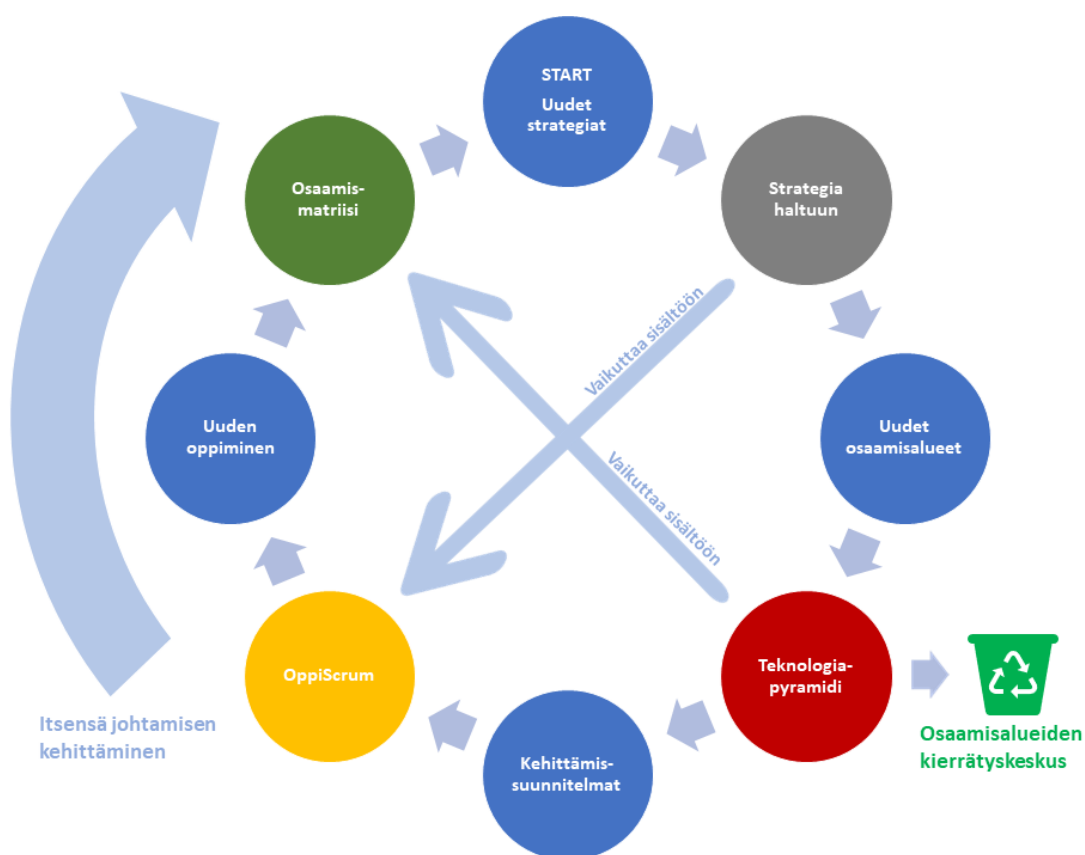 START
Uudet
strategiat
Strategia
haltuun
Uudet
osaamisalueet
Teknologia-
pyramidi
Osaamisalueiden
kierrätyskeskus
Kehittämis-
suunnitelmat
OppiScrum
Uuden
oppiminen
Osaamis-
matriisi
Vaikuttaa sisältöön
Vaikuttaa sisältöön
Itsensä johtamisen
kehittäminen